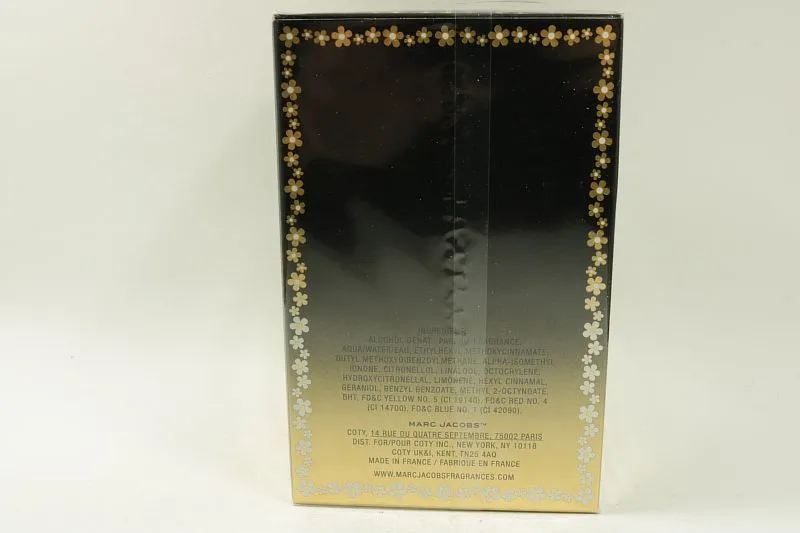 INGREDIENTS:
ALCOHOL DENAT., PARFUM/FRAGRANCE,
AQUA/WATER/EAU, ETHYLHEXYL METHOXYCINNAMATE,
BUTYL METHOXYDIBENZOYLMETHANE, ALPHA-ISOMETHYL
IONONE, CITRONELLOL, LINALOOL, OCTOCRYLENE,
HYDROXYCITRONELLAL, LIMONENE, HEXYL CINNAMAL,
GERANIOL, BENZYL BENZOATE, METHYL 2-OCTYNOATE,
BHT, FD&C YELLOW NO. 5 (CI 19140), FD&C RED NO. 4
(CI 14700), FD&C BLUE NO. 1 (CI 42090).
MARC JACOBS™
COTY, 14 RUE DU QUATRE SEPTEMBRE, 75002 PARIS
DIST. FOR/POUR COTY INC., NEW YORK, NY 10118
COTY UK&I, KENT, TN25 4AQ
MADE IN FRANCE / FABRIQUÉ EN FRANCE
WWW.MARCJACOBSFRAGRANCES.COM